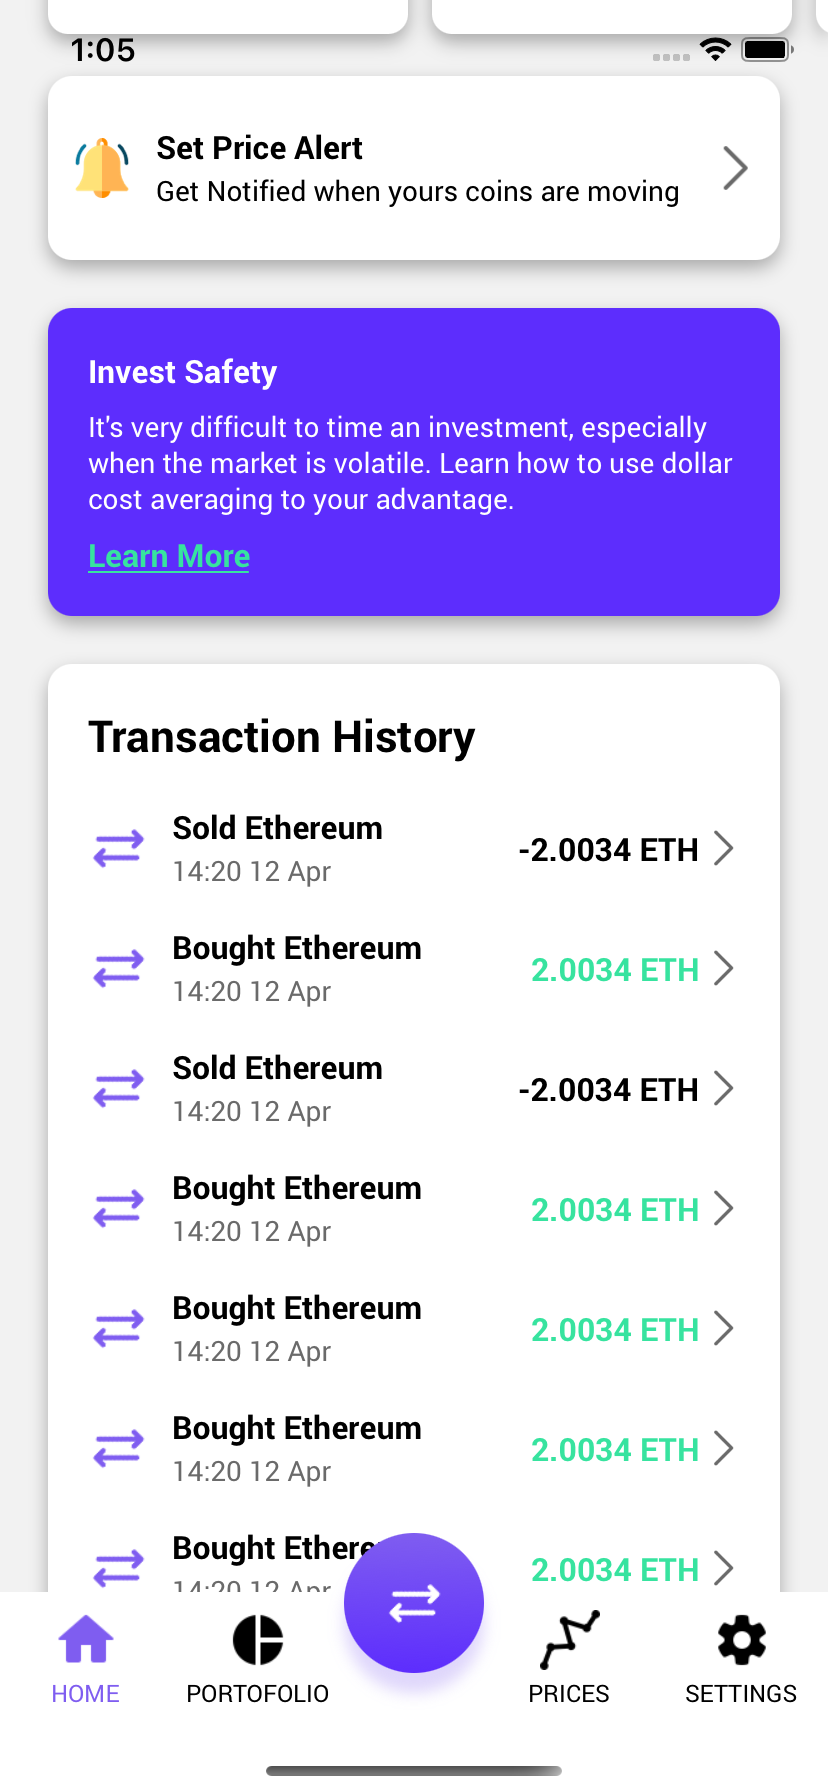 1:05
Set Price Alert
Get Notified when yours coins are moving
Invest Safety
It's very difficult to time an investment, especially
when the market is volatile. Learn how to use dollar
cost averaging to your advantage.
Learn More
Transaction History
Sold Ethereum
-2.0034 ETH
14:20 12 Apr
Bought Ethereum
2.0034 ETH
14:20 12 Apr
Sold Ethereum
-2.0034 ETH
14:20 12 Apr
Bought Ethereum
2.0034 ETH
14:20 12 Apr
Bought Ethereum
2.0034 ETH
14:20 12 Apr
Bought Ethereum
2.0034 ETH
14:20 12 Apr
Bought
2.0034 ETH
14:20 12 Apr
HOME
PORTOFOLIO
PRICES
SETTINGS